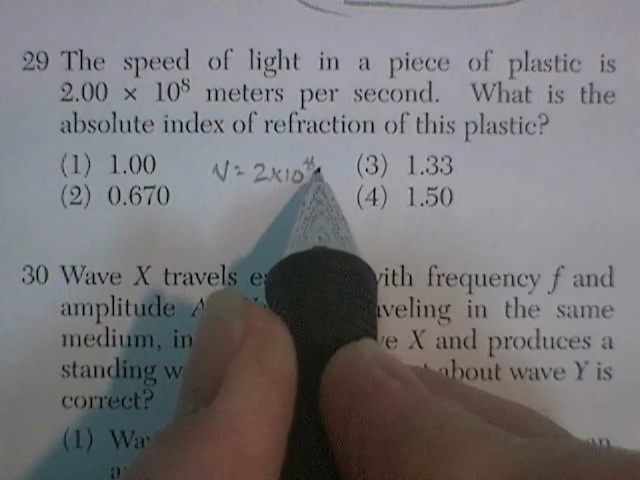 29 The speed of light in a piece of plastic is
2.00 × 10⁸ meters per second. What is the
absolute index of refraction of this plastic?
(1) 1.00 (3) 1.33
V = 2×10⁸
(2) 0.670 (4) 1.50
30 Wave X travels with frequency f and
amplitude A in the same
medium, in X and produces a
standing about wave Y is
correct?
(1)